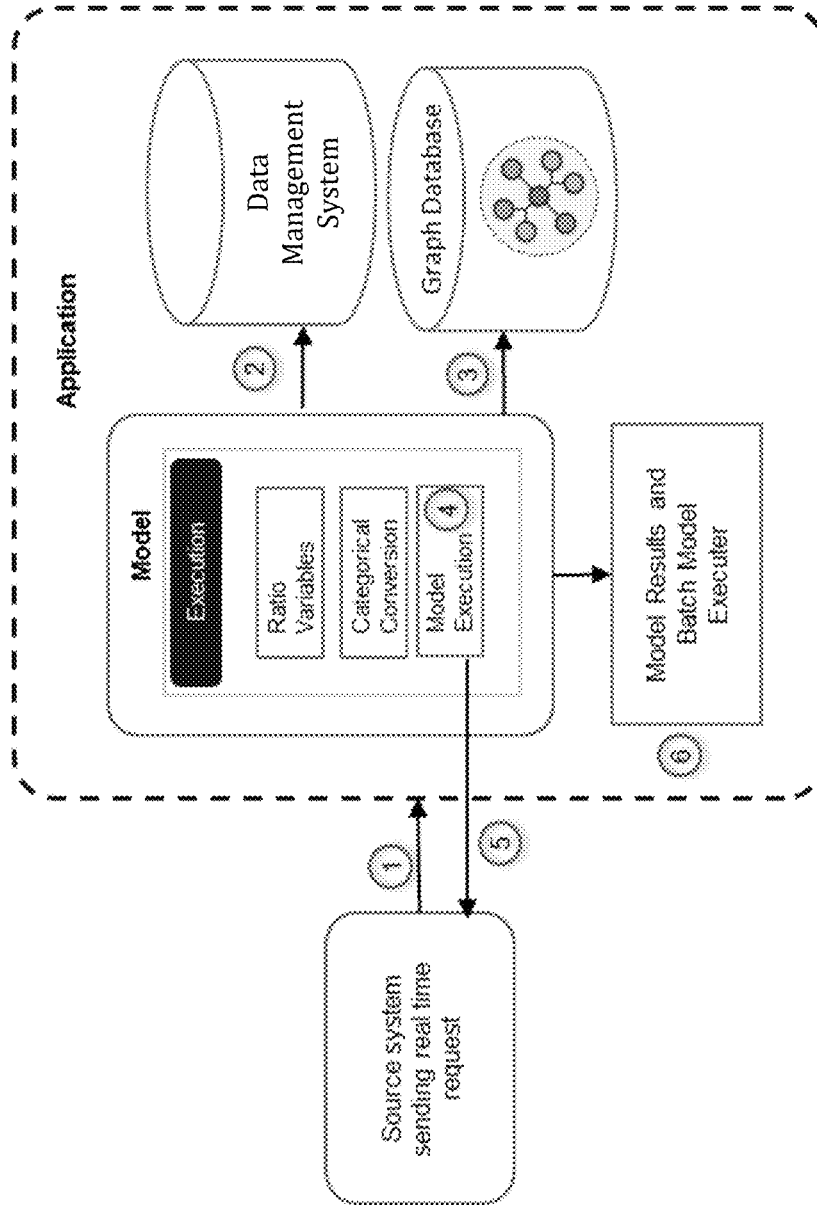 Application
Model
Execution
Ratio
Variables
Categorical
Conversion
Model
Execution
4
Data
Management
System
Graph Database
2
3
1
5
Source system
sending real time
request
6
Model Results and
Batch Model
Executer